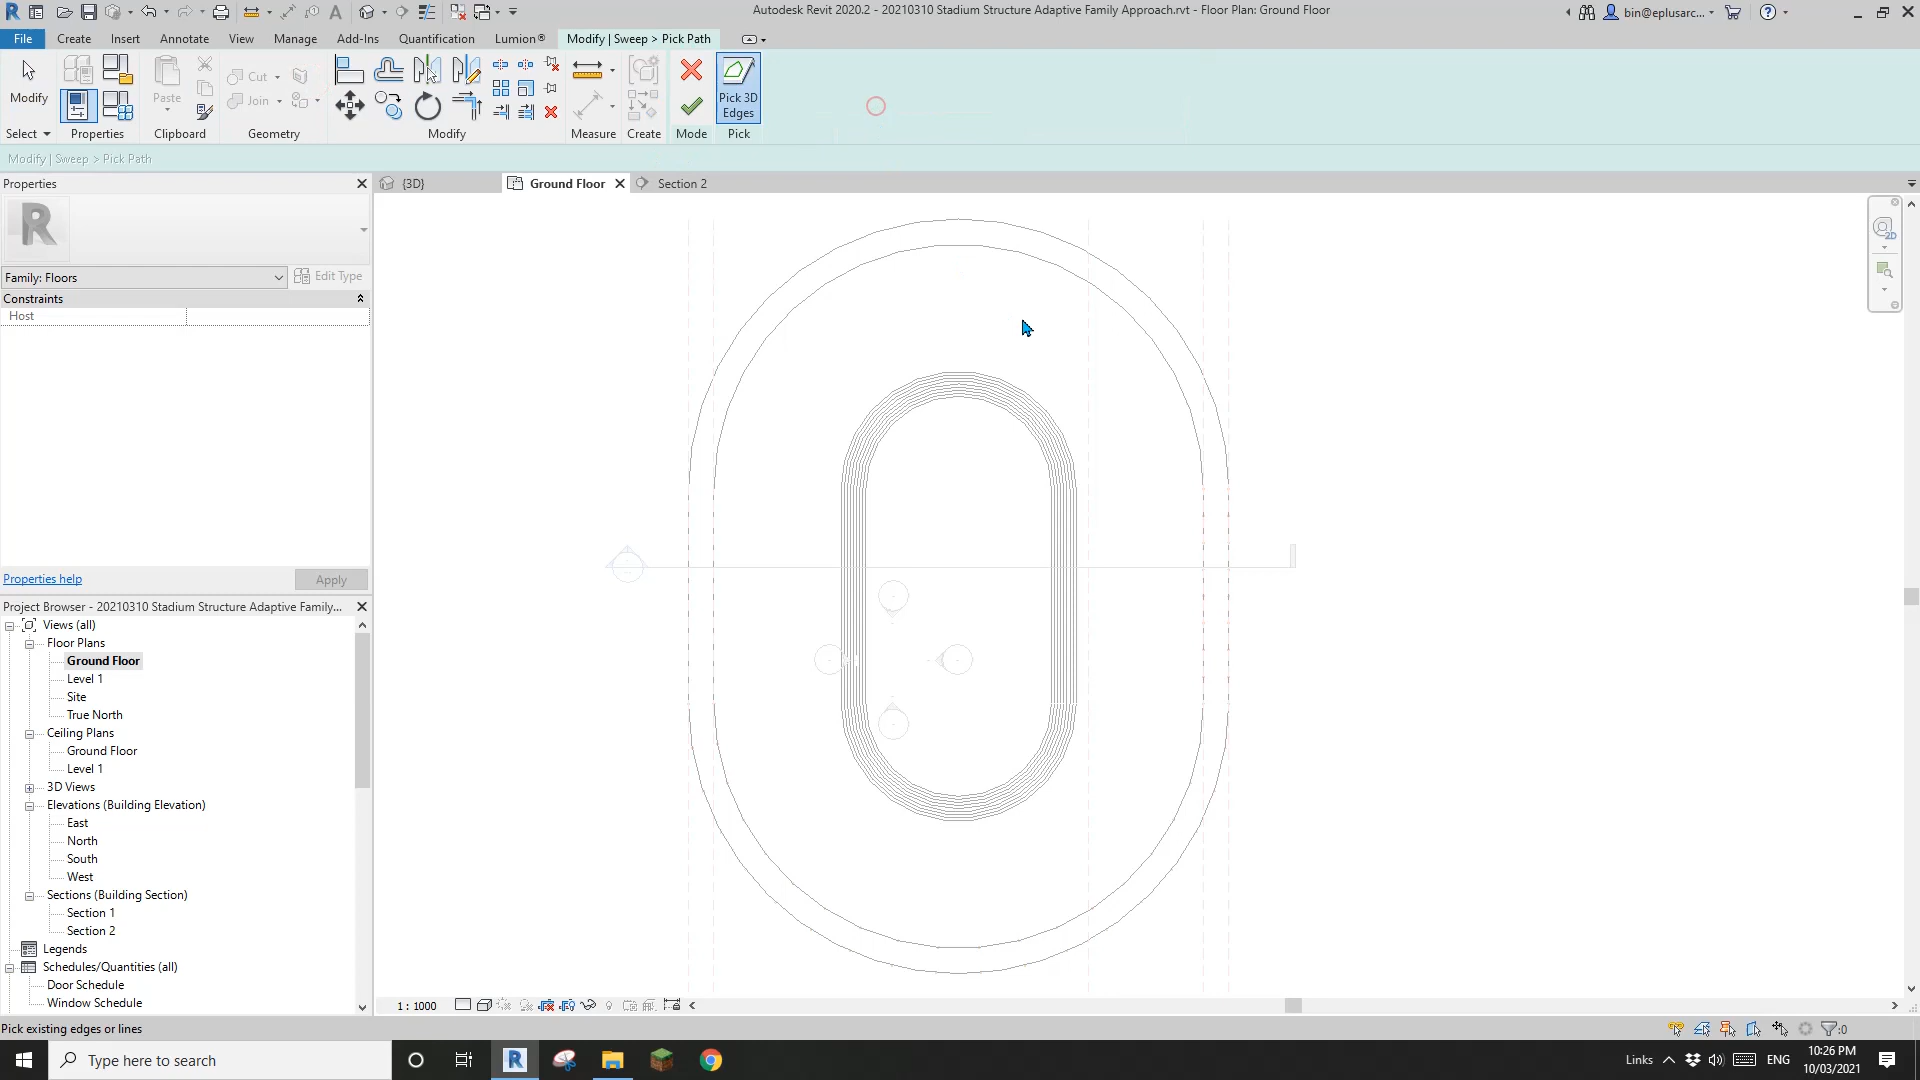 Autodesk Revit 2020.2 - 20210310 Stadium Structure Adaptive Family Approach.rvt - Floor Plan: Ground Floor
bin@eplusarc...
File Create Insert Annotate View Manage Add-Ins Quantification Lumion® Modify | Sweep > Pick Path
Modify
Paste
Cut
Join
Pick 3D
Edges
Select Properties Clipboard Geometry Modify Measure Create Mode Pick
Modify | Sweep > Pick Path
Properties
{3D}
Ground Floor
Section 2
2D
Family: Floors
Edit Type
Constraints
Host
Properties help
Apply
Project Browser - 20210310 Stadium Structure Adaptive Family...
Views (all)
Floor Plans
Ground Floor
Level 1
Site
True North
Ceiling Plans
Ground Floor
Level 1
3D Views
Elevations (Building Elevation)
East
North
South
West
Sections (Building Section)
Section 1
Section 2
Legends
Schedules/Quantities (all)
Door Schedule
Window Schedule
1 : 1000
Pick existing edges or lines
:0
Type here to search
Links
ENG
10:26 PM
10/03/2021